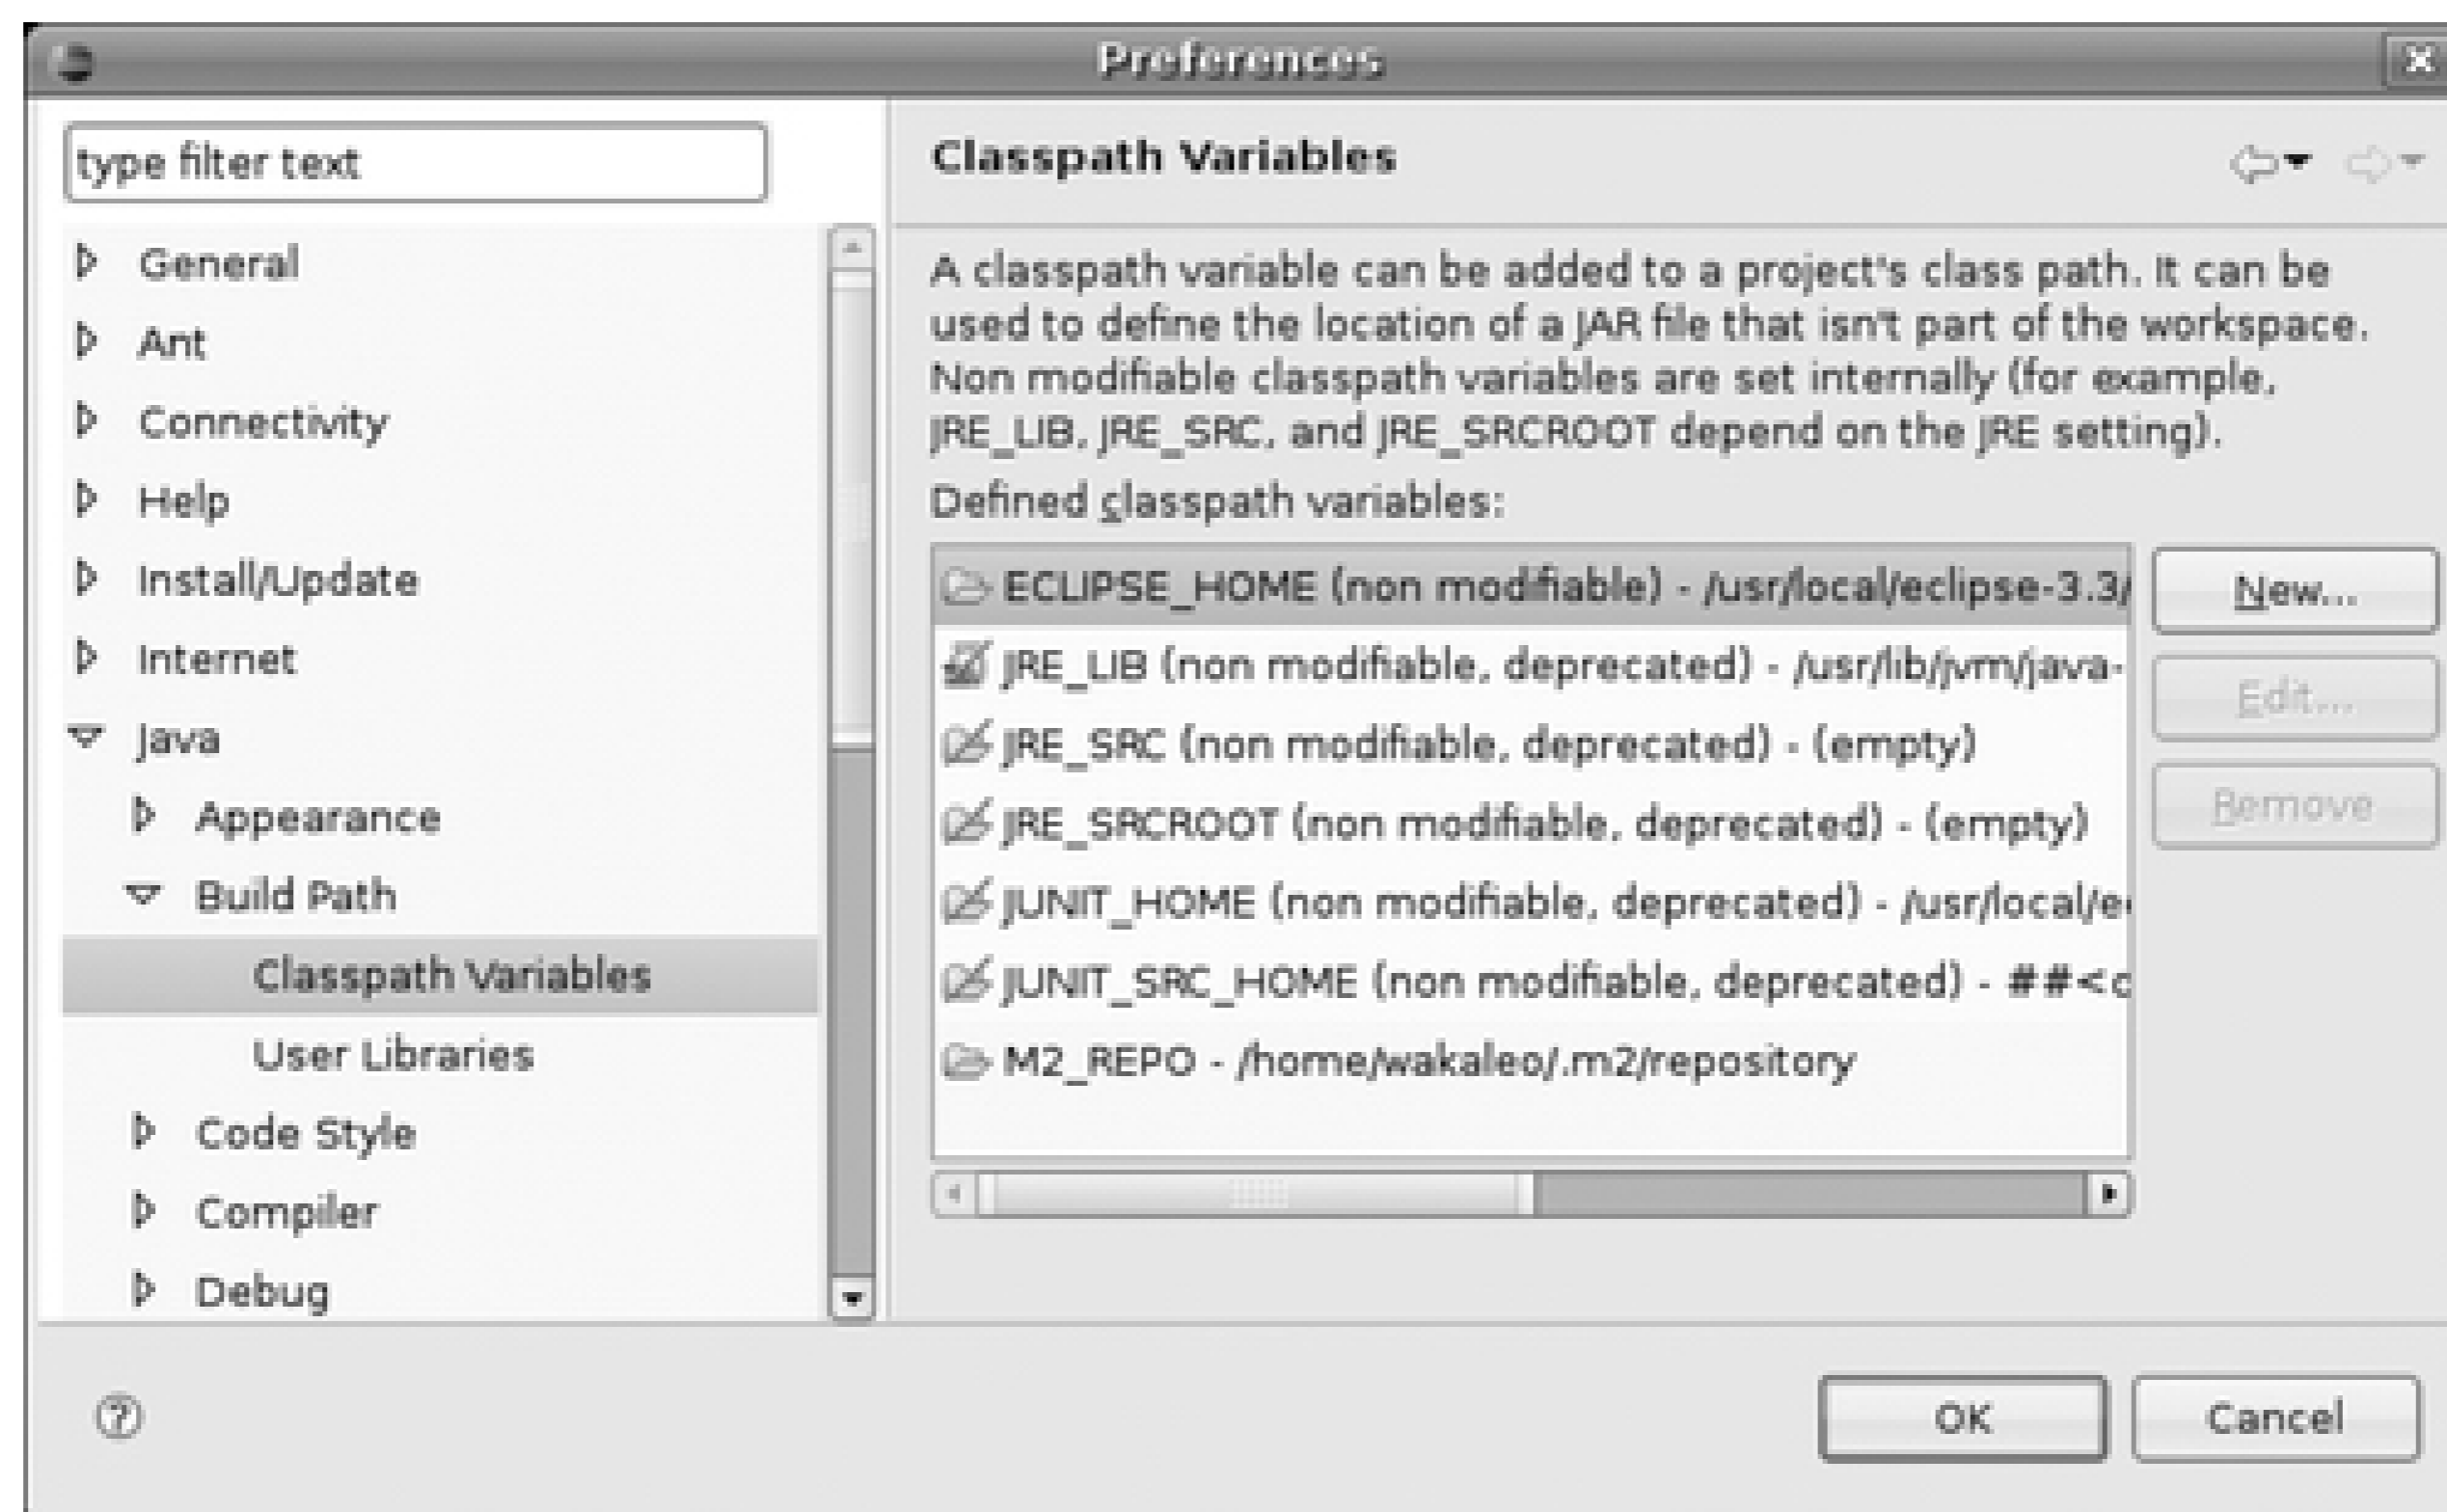 Preferences
type filter text
General
Ant
Connectivity
Help
Install/Update
Internet
Java
Appearance
Build Path
Classpath Variables
User Libraries
Code Style
Compiler
Debug
Classpath Variables
A classpath variable can be added to a project's class path. It can be
used to define the location of a JAR file that isn't part of the workspace.
Non modifiable classpath variables are set internally (for example,
JRE_LIB, JRE_SRC, and JRE_SRCROOT depend on the JRE setting).
Defined classpath variables:
ECLIPSE_HOME (non modifiable) - /usr/local/eclipse-3.3/
JRE_LIB (non modifiable, deprecated) - /usr/lib/jvm/java-
JRE_SRC (non modifiable, deprecated) - (empty)
JRE_SRCROOT (non modifiable, deprecated) - (empty)
JUNIT_HOME (non modifiable, deprecated) - /usr/local/e
JUNIT_SRC_HOME (non modifiable, deprecated) - ##<
M2_REPO - /home/wakaleo/.m2/repository
New...
Edit...
Remove
OK
Cancel